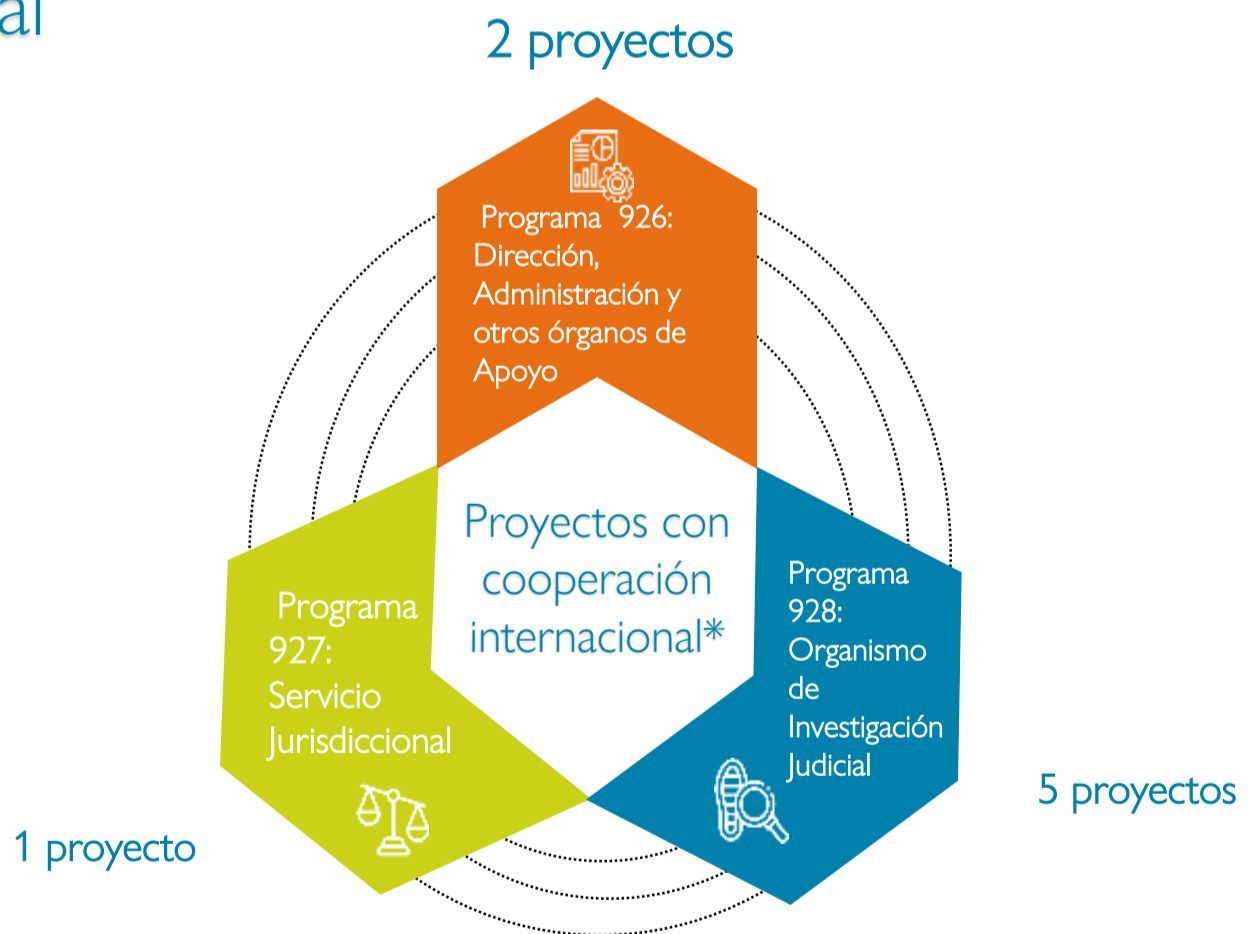 al
2 proyectos
Programa 926:
Dirección,
Administración y
otros órganos de
Apoyo
Proyectos con
cooperación
internacional*
Programa
927:
Servicio
Jurisdiccional
1 proyecto
Programa
928:
Organismo
de
Investigación
Judicial
5 proyectos